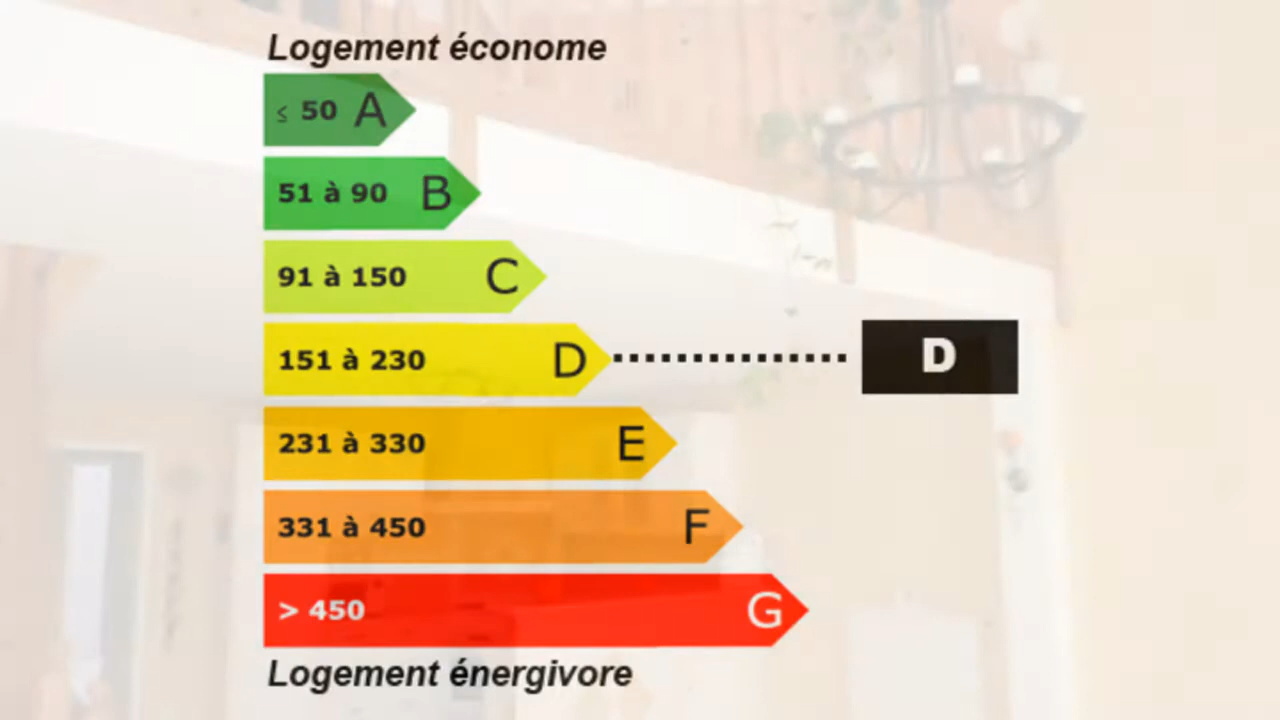 Logement économe
≤ 50 A
51 à 90 B
91 à 150 C
151 à 230 D
D
231 à 330 E
331 à 450 F
> 450 G
Logement énergivore